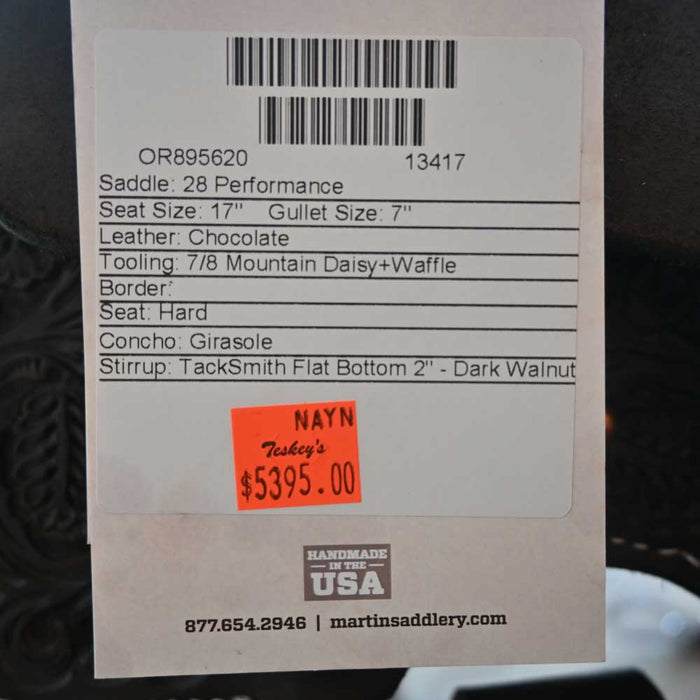 OR895620 13417
Saddle: 28 Performance
Seat Size: 17" Gullet Size: 7"
Leather: Chocolate
Tooling: 7/8 Mountain Daisy+Waffle
Border:
Seat: Hard
Concho: Girasole
Stirrup: TackSmith Flat Bottom 2" - Dark Walnut
NAYN
Teskey's
$5395.00
HANDMADE
IN THE
USA
877.654.2946 | martinsaddlery.com